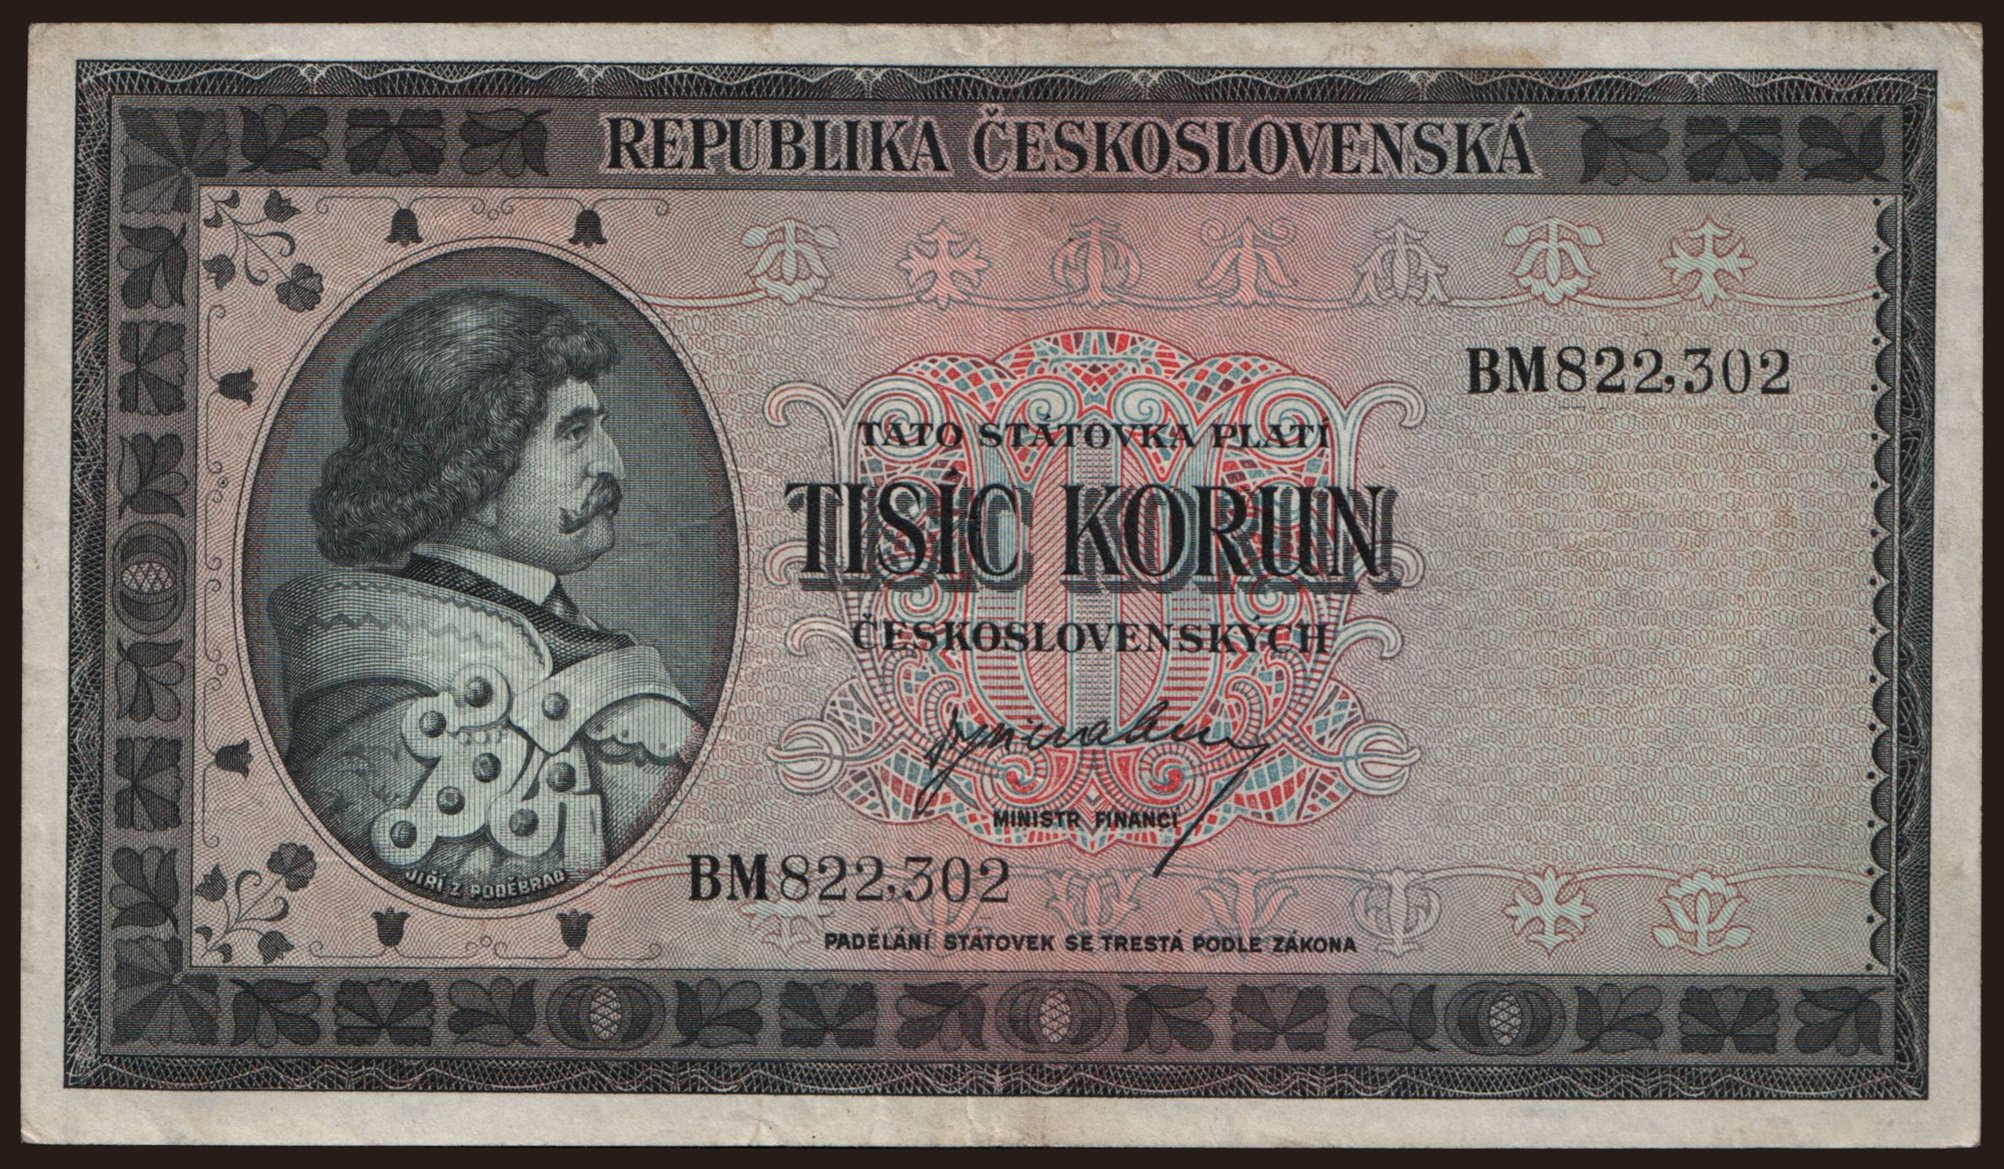 REPUBLIKA ČESKOSLOVENSKÁ
BM822,302
TATO STÁTOVKA PLATÍ
TISÍC KORUN
ČESKOSLOVENSKÝCH
MINISTR FINANCÍ
BM822,302
JIŘÍ Z PODĚBRAD
PADĚLÁNÍ STÁTOVEK SE TRESTÁ PODLE ZÁKONA